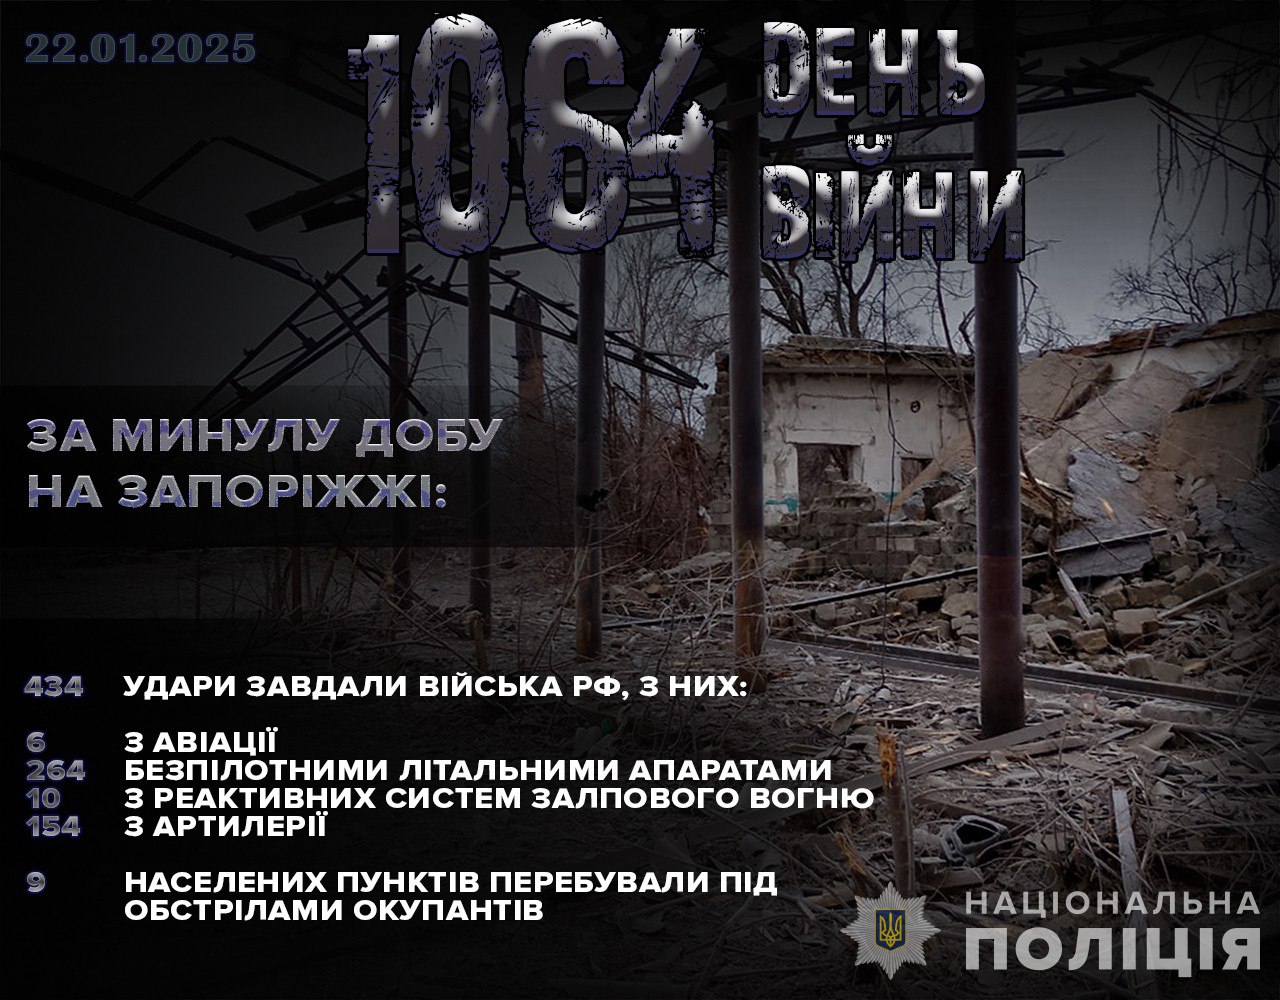 22.01.2025
1064 ДЕНЬ
ВІЙНИ
ЗА МИНУЛУ ДОБУ
НА ЗАПОРІЖЖІ:
434 УДАРИ ЗАВДАЛИ ВІЙСЬКА РФ, З НИХ:
6 З АВІАЦІЇ
264 БЕЗПІЛОТНИМИ ЛІТАЛЬНИМИ АПАРАТАМИ
10 З РЕАКТИВНИХ СИСТЕМ ЗАЛПОВОГО ВОГНЮ
154 З АРТИЛЕРІЇ
9 НАСЕЛЕНИХ ПУНКТІВ ПЕРЕБУВАЛИ ПІД
ОБСТРІЛАМИ ОКУПАНТІВ
НАЦІОНАЛЬНА
ПОЛІЦІЯ